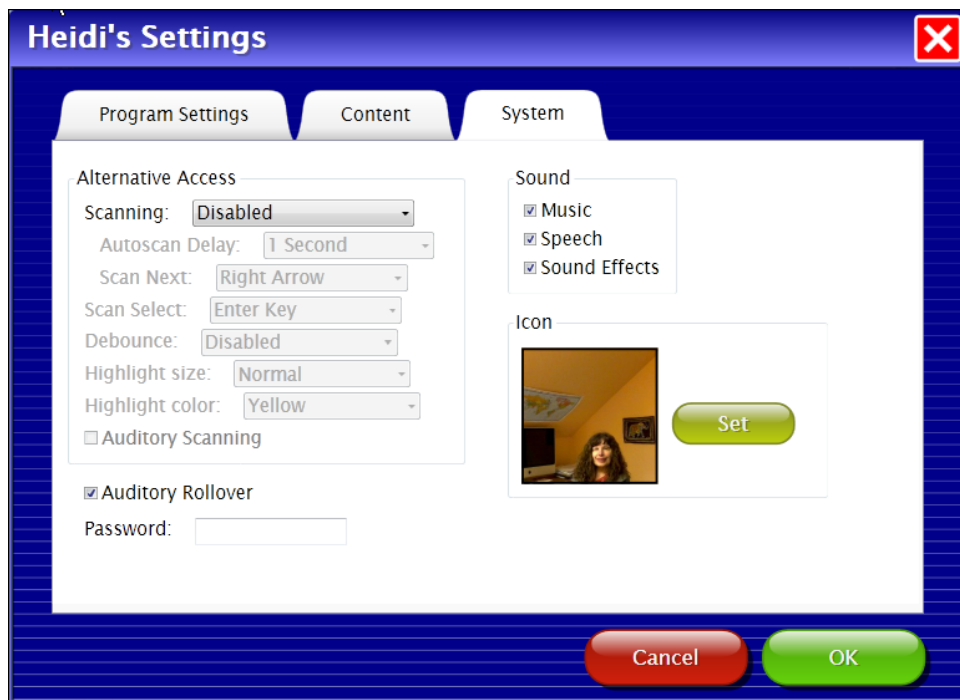 Heidi's Settings
Program Settings
Content
System
Alternative Access
Scanning: Disabled
Autoscan Delay: 1 Second
Scan Next: Right Arrow
Scan Select: Enter Key
Debounce: Disabled
Highlight size: Normal
Highlight color: Yellow
Auditory Scanning
Auditory Rollover
Password:
Sound
Music
Speech
Sound Effects
Icon
Set
Cancel
OK